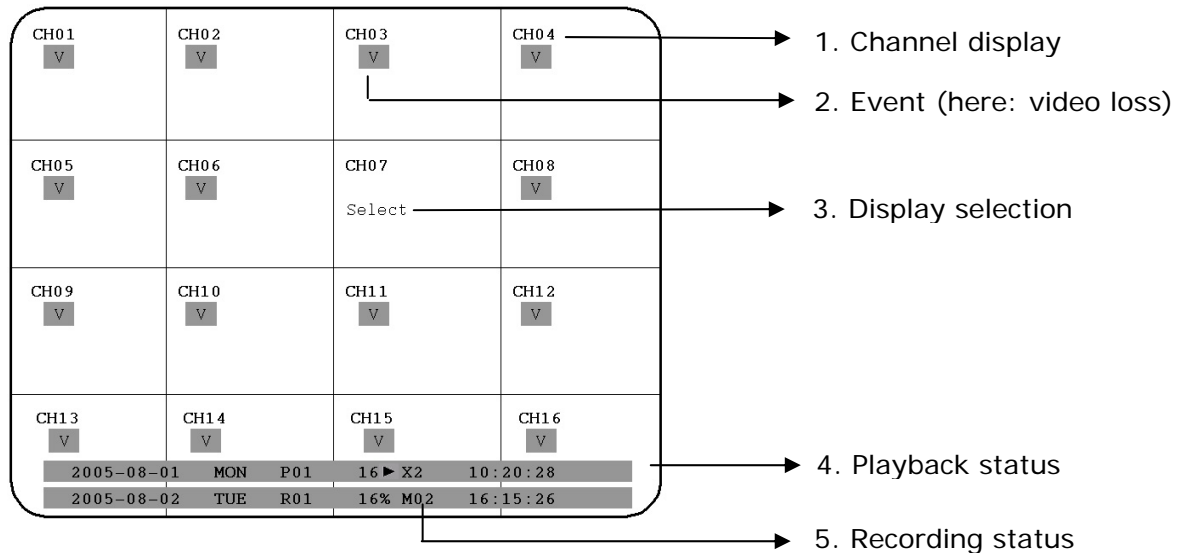 CH01 CH02 CH03 CH04
V V V V
1. Channel display
2. Event (here: video loss)
CH05 CH06 CH07 CH08
V V V
Select
3. Display selection
CH09 CH10 CH11 CH12
V V V V
CH13 CH14 CH15 CH16
V V V V
2005-08-01 MON P01 16► X2 10:20:28
4. Playback status
2005-08-02 TUE R01 16% M02 16:15:26
5. Recording status